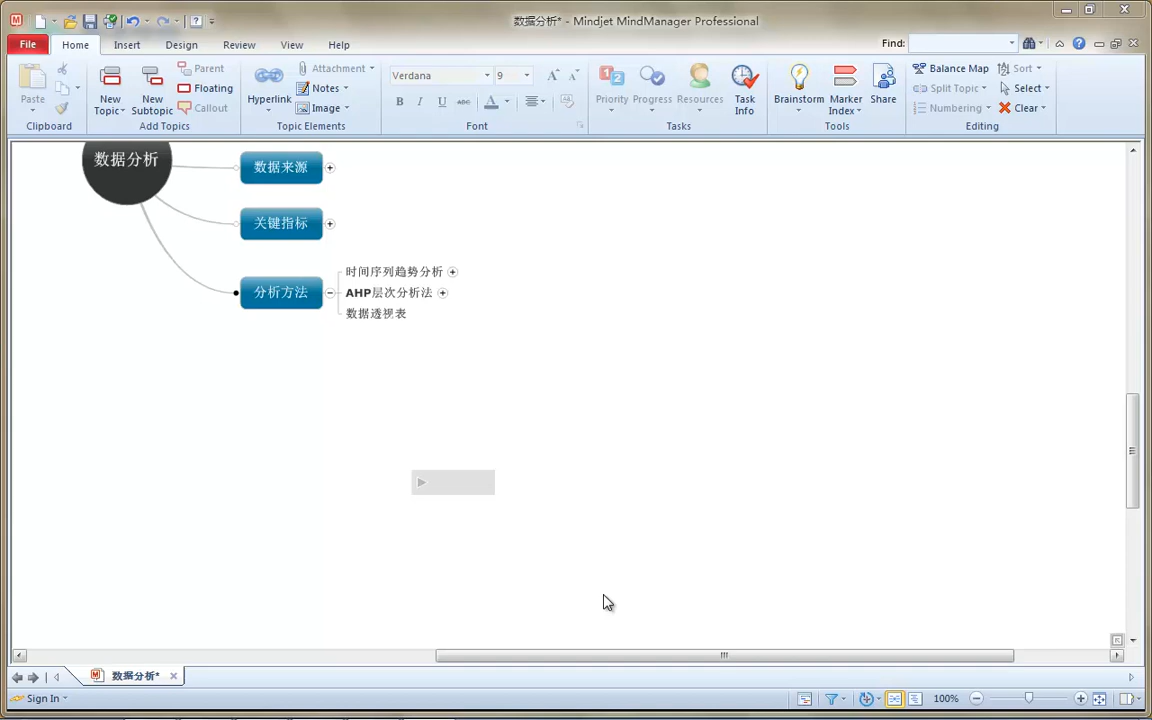 数据分析* - Mindjet MindManager Professional
File Home Insert Design Review View Help Find:
Paste
Clipboard
New Topic
New Subtopic
Parent
Floating
Callout
Add Topics
Hyperlink
Attachment
Notes
Image
Topic Elements
Verdana 9
B I U ABC A
Font
Priority
Progress
Resources
Task Info
Tasks
Brainstorm
Marker Index
Share
Tools
Balance Map
Split Topic
Numbering
Sort
Select
Clear
Editing
数据分析
数据来源
关键指标
分析方法
时间序列趋势分析
AHP层次分析法
数据透视表
数据分析*
Sign In
100%